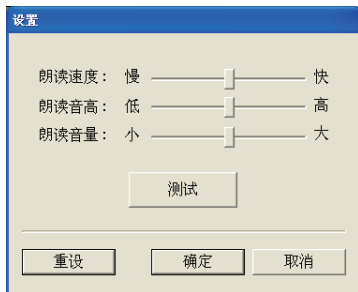 设置
朗读速度： 慢 快
朗读音高： 低 高
朗读音量： 小 大
测试
重设 确定 取消